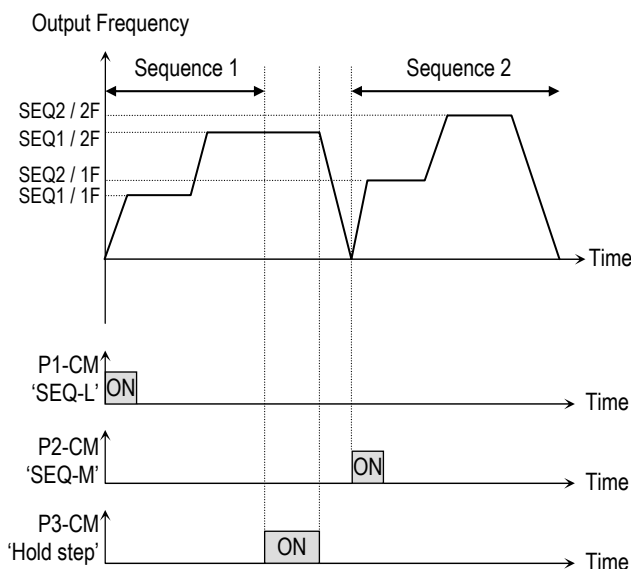 Output Frequency
Sequence 1
Sequence 2
SEQ2 / 2F
SEQ1 / 2F
SEQ2 / 1F
SEQ1 / 1F
Time
P1-CM
‘SEQ-L’
ON
Time
P2-CM
‘SEQ-M’
ON
Time
P3-CM
‘Hold step’
ON
Time